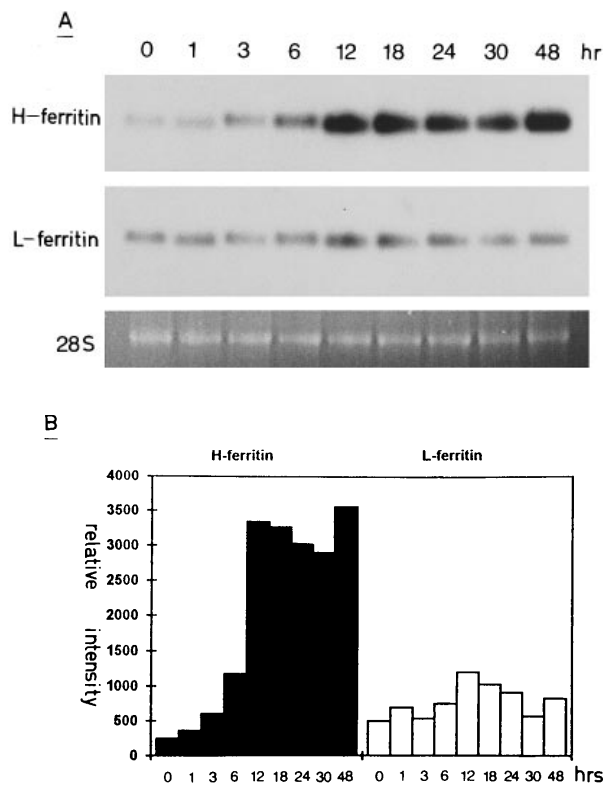 A
0 1 3 6 12 18 24 30 48 hr
H-ferritin
L-ferritin
28S
B
H-ferritin L-ferritin
4000
3500
3000
2500
2000
1500
1000
500
0
relative intensity
0 1 3 6 12 18 24 30 48 0 1 3 6 12 18 24 30 48 hrs